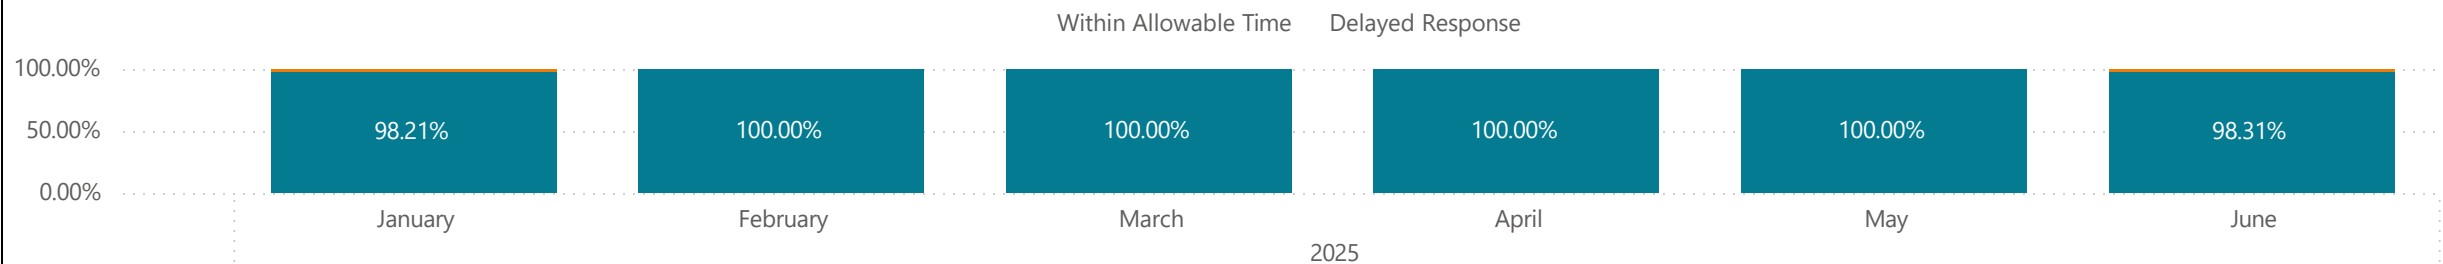 Within Allowable Time Delayed Response
100.00%
50.00%
0.00%
98.21% 100.00% 100.00% 100.00% 100.00% 98.31%
January February March April May June
2025